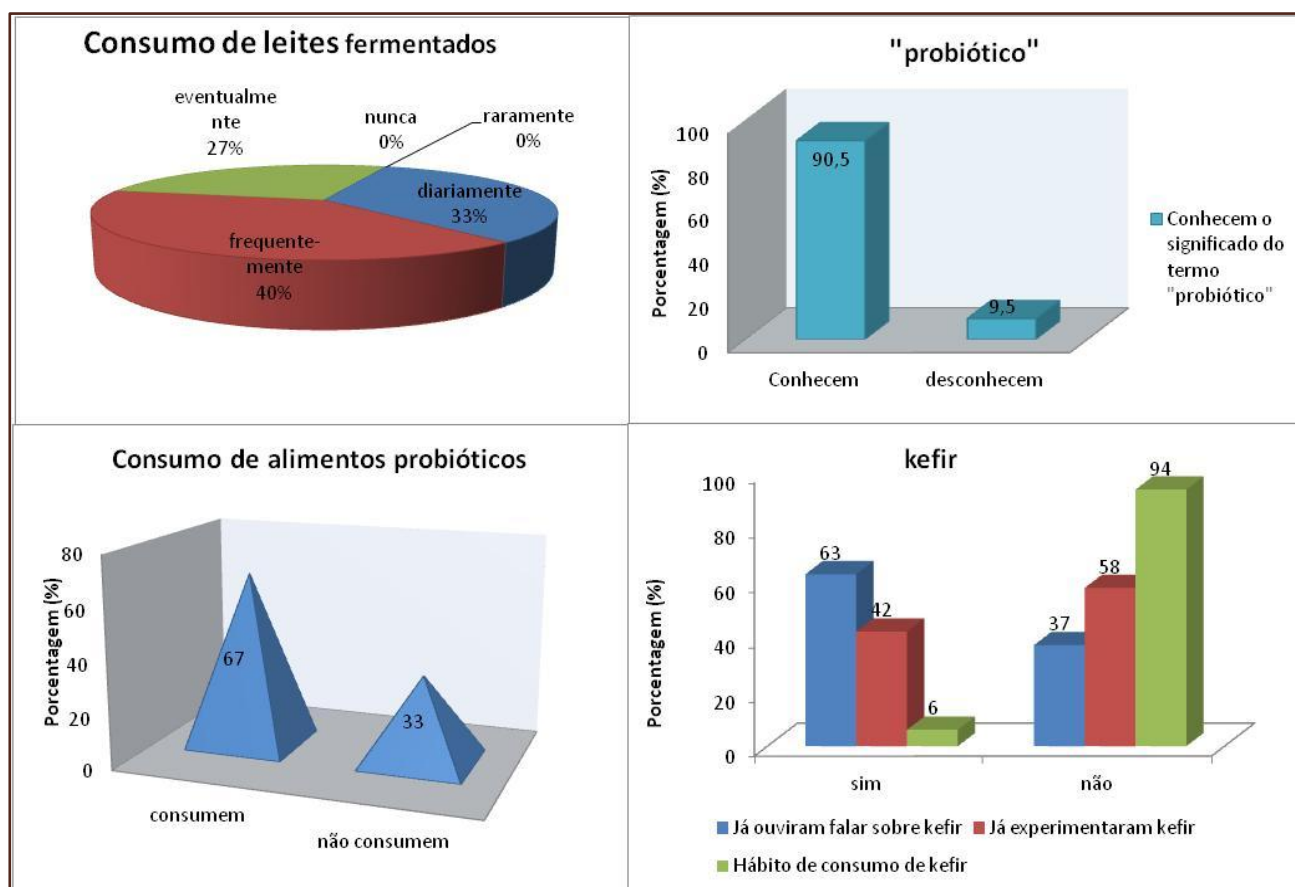 Consumo de leites fermentados
eventualme
nte
27%
nunca
0%
raramente
0%
diariamente
33%
frequente-
mente
40%
"probiótico"
Porcentagem (%)
100
80
60
40
20
0
90,5
9,5
Conhecem
desconhecem
Conhecem o
significado do
termo
"probiótico"
Consumo de alimentos probióticos
Porcentagem (%)
80
60
40
20
0
67
33
consumem
não consumem
kefir
Porcentagem (%)
100
80
60
40
20
0
63
42
6
37
58
94
sim
não
Já ouviram falar sobre kefir
Já experimentaram kefir
Hábito de consumo de kefir